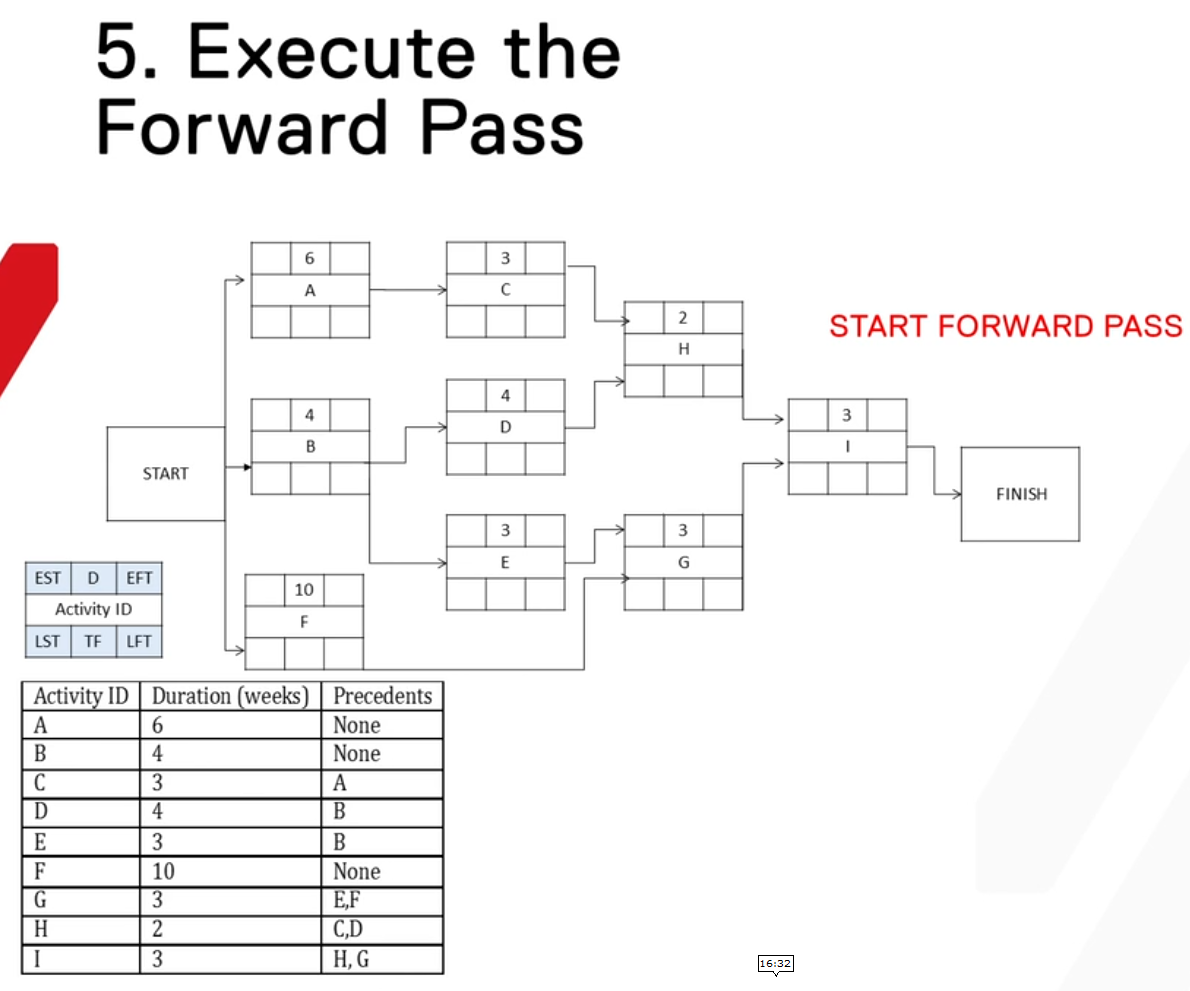 5. Execute the
Forward Pass
START FORWARD PASS
6
A
3
C
2
H
4
D
4
B
3
I
START
FINISH
3
E
3
G
10
F
EST D EFT
Activity ID
LST TF LFT
Activity ID Duration (weeks) Precedents
A 6 None
B 4 None
C 3 A
D 4 B
E 3 B
F 10 None
G 3 E,F
H 2 C,D
I 3 H, G
16:32